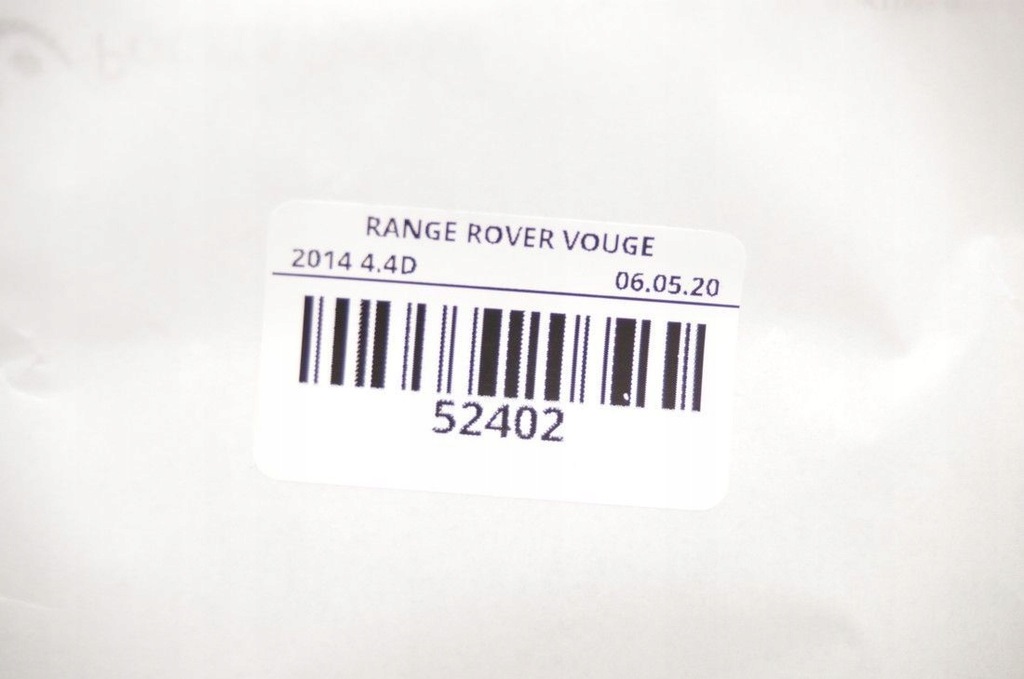 RANGE ROVER VOUGE
2014 4.4D
06.05.20
52402